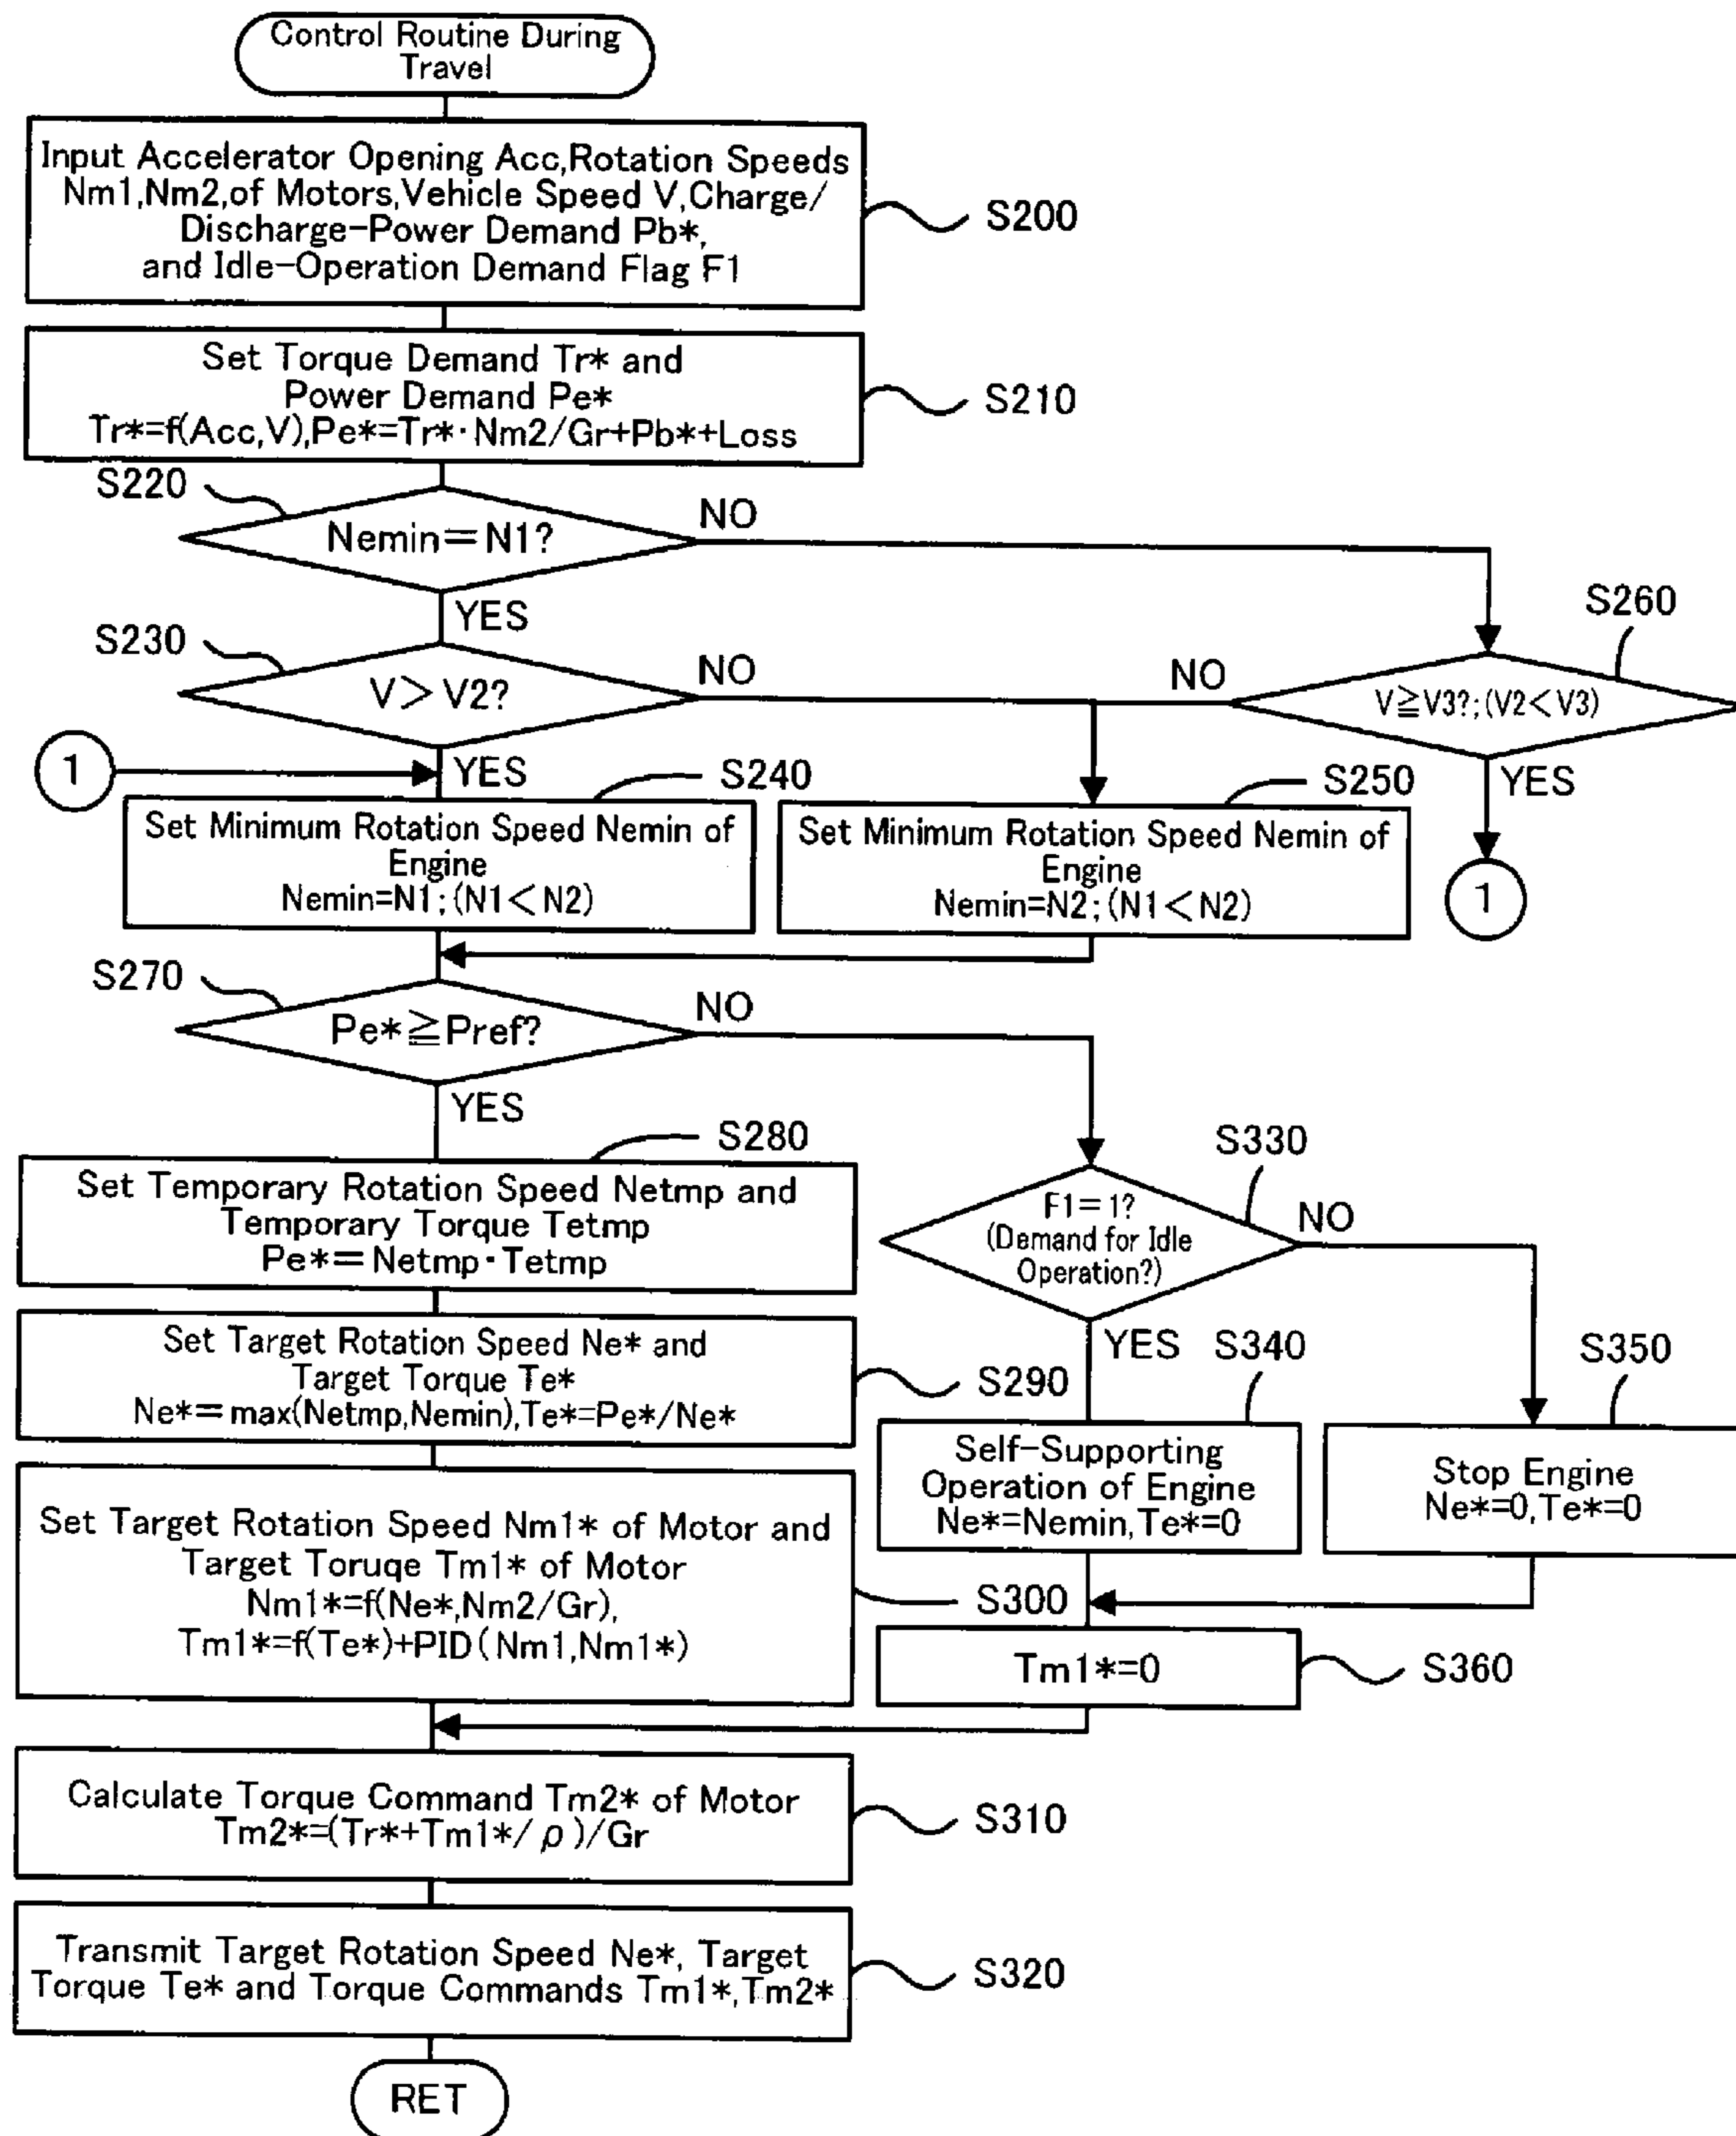 Control Routine During
Travel
Input Accelerator Opening Acc,Rotation Speeds
Nm1,Nm2,of Motors,Vehicle Speed V,Charge/
Discharge-Power Demand Pb*,
and Idle-Operation Demand Flag F1
S200
Set Torque Demand Tr* and
Power Demand Pe*
Tr*=f(Acc,V),Pe*=Tr*·Nm2/Gr+Pb*+Loss
S210
S220
Nemin=N1?
NO
YES
S230
V>V2?
NO
YES
S260
V≧V3?;(V2<V3)
NO
YES
1
1
S240
Set Minimum Rotation Speed Nemin of
Engine
Nemin=N1;(N1<N2)
S250
Set Minimum Rotation Speed Nemin of
Engine
Nemin=N2;(N1<N2)
S270
Pe*≧Pref?
NO
YES
S280
Set Temporary Rotation Speed Netmp and
Temporary Torque Tetmp
Pe*=Netmp·Tetmp
Set Target Rotation Speed Ne* and
Target Torque Te*
Ne*=max(Netmp,Nemin),Te*=Pe*/Ne*
S290
Set Target Rotation Speed Nm1* of Motor and
Target Toruqe Tm1* of Motor
Nm1*=f(Ne*,Nm2/Gr),
Tm1*=f(Te*)+PID(Nm1,Nm1*)
S300
S330
F1=1?
(Demand for Idle
Operation?)
NO
YES
S340
Self-Supporting
Operation of Engine
Ne*=Nemin,Te*=0
S350
Stop Engine
Ne*=0,Te*=0
Tm1*=0
S360
Calculate Torque Command Tm2* of Motor
Tm2*=(Tr*+Tm1*/ρ)/Gr
S310
Transmit Target Rotation Speed Ne*, Target
Torque Te* and Torque Commands Tm1*,Tm2*
S320
RET